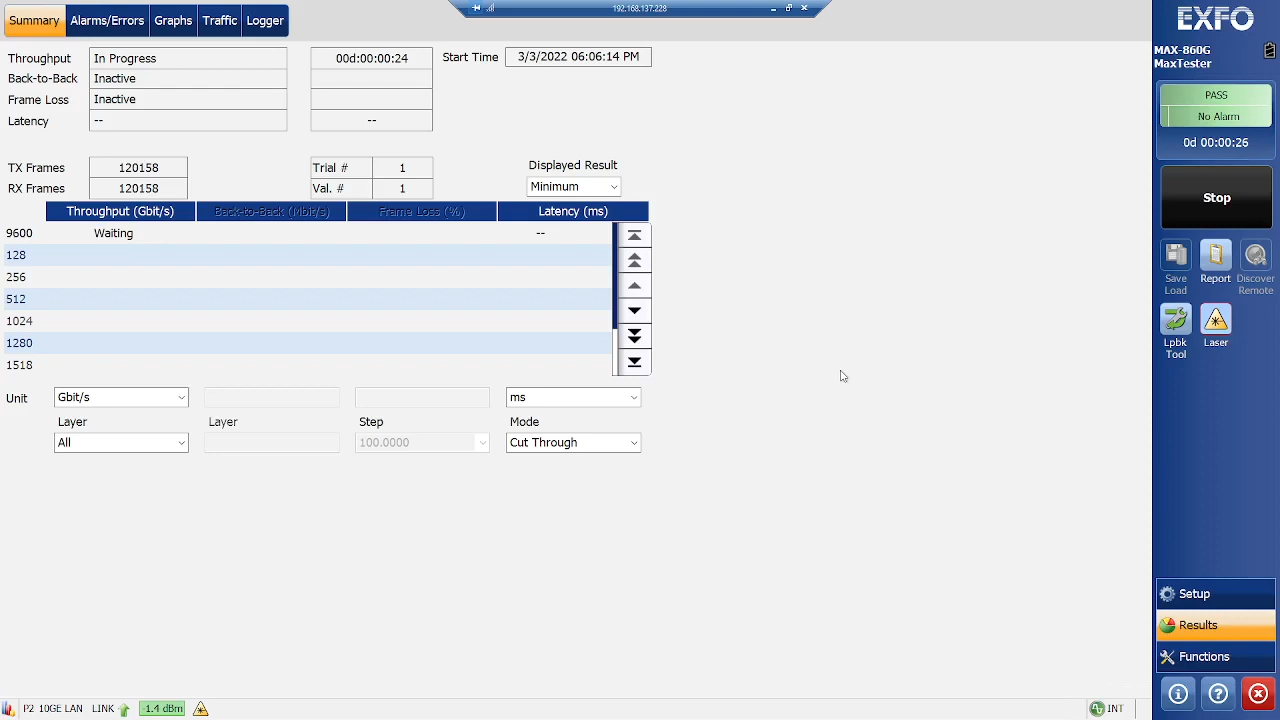 192.168.137.228
Summary Alarms/Errors Graphs Traffic Logger
EXFO
MAX-860G
MaxTester
Throughput In Progress 00d:00:00:24 Start Time 3/3/2022 06:06:14 PM
Back-to-Back Inactive
Frame Loss Inactive
Latency -- --
PASS
No Alarm
0d 00:00:26
TX Frames 120158 Trial # 1 Displayed Result
RX Frames 120158 Val. # 1 Minimum
Stop
Throughput (Gbit/s) Back-to-Back (Mbit/s) Frame Loss (%) Latency (ms)
9600 Waiting --
128
256
512
1024
1280
1518
Save Load
Report
Discover Remote
Lpbk Tool
Laser
Unit Gbit/s ms
Layer Layer Step Mode
All 100.0000 Cut Through
Setup
Results
Functions
P2 10GE LAN LINK -1.4 dBm INT